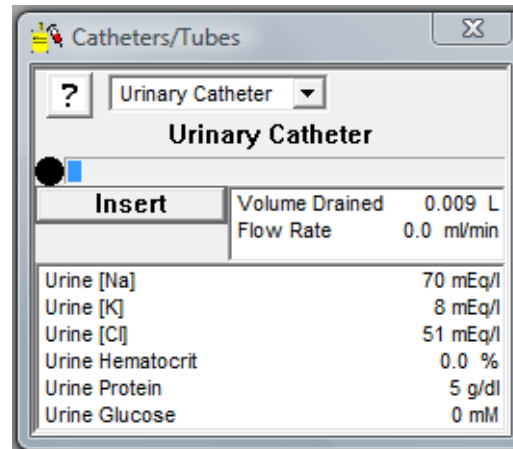 Catheters/Tubes
? Urinary Catheter
Urinary Catheter
Insert
Volume Drained 0.009 L
Flow Rate 0.0 ml/min
Urine [Na] 70 mEq/l
Urine [K] 8 mEq/l
Urine [Cl] 51 mEq/l
Urine Hematocrit 0.0 %
Urine Protein 5 g/dl
Urine Glucose 0 mM